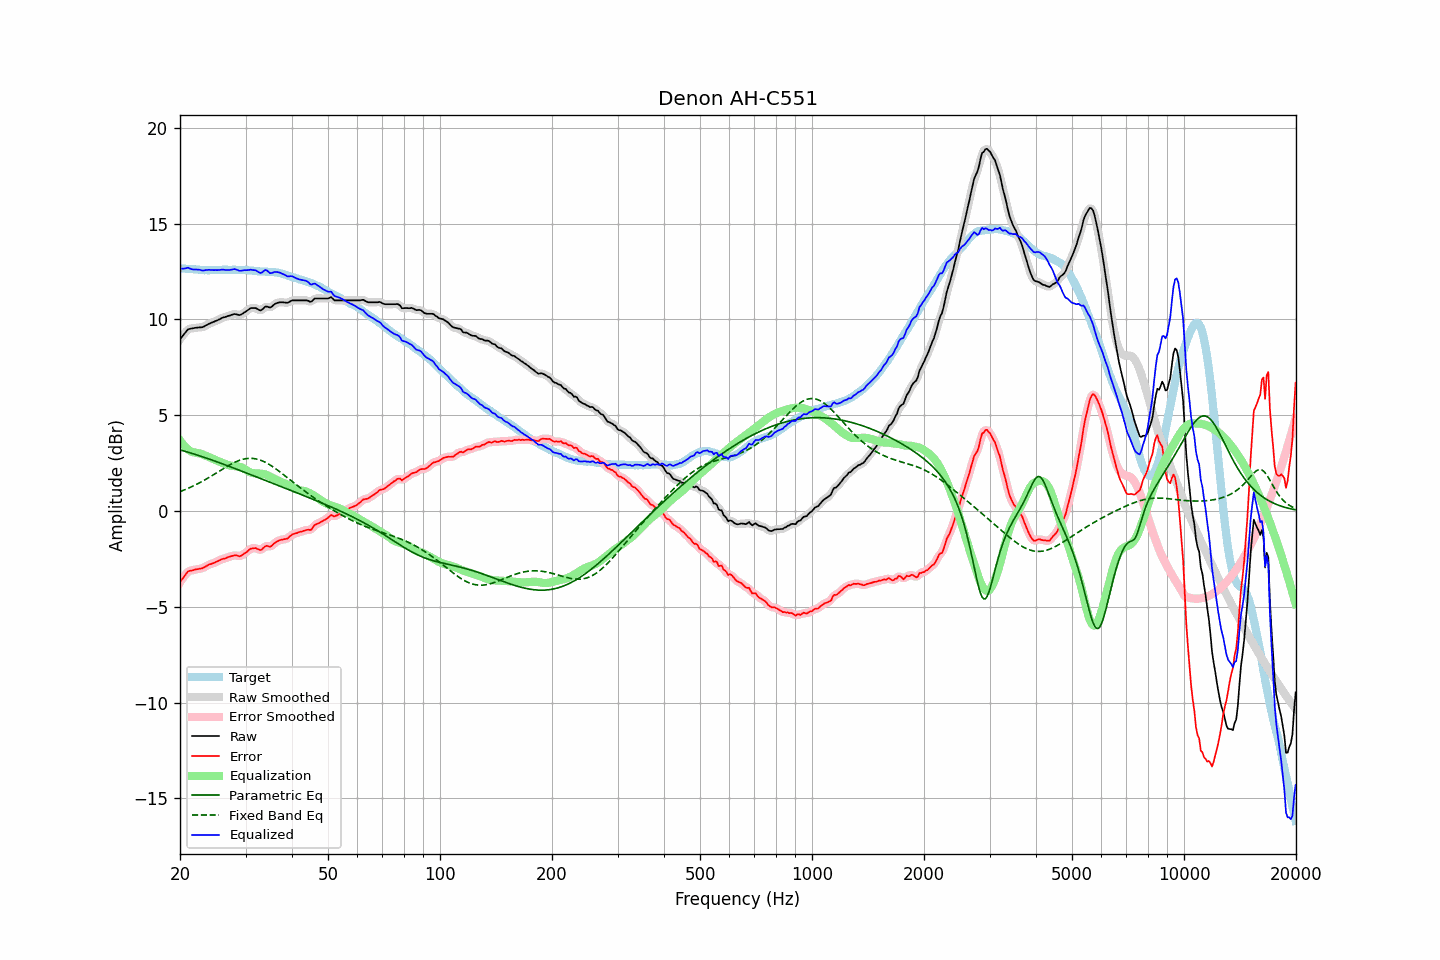 Denon AH-C551
Amplitude (dBr)
20
15
10
5
0
−5
−10
−15
Target
Raw Smoothed
Error Smoothed
Raw
Error
Equalization
Parametric Eq
Fixed Band Eq
Equalized
20 50 100 200 500 1000 2000 5000 10000 20000
Frequency (Hz)